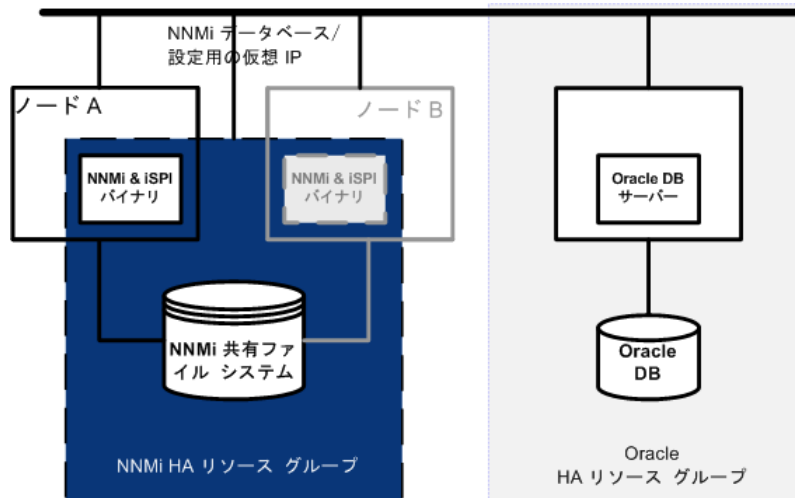 NNMi データベース/
設定用の仮想 IP
ノード A
ノード B
NNMi & iSPI
バイナリ
NNMi & iSPI
バイナリ
Oracle DB
サーバー
NNMi 共有ファ
イル システム
Oracle
DB
NNMi HA リソース グループ
Oracle
HA リソース グループ